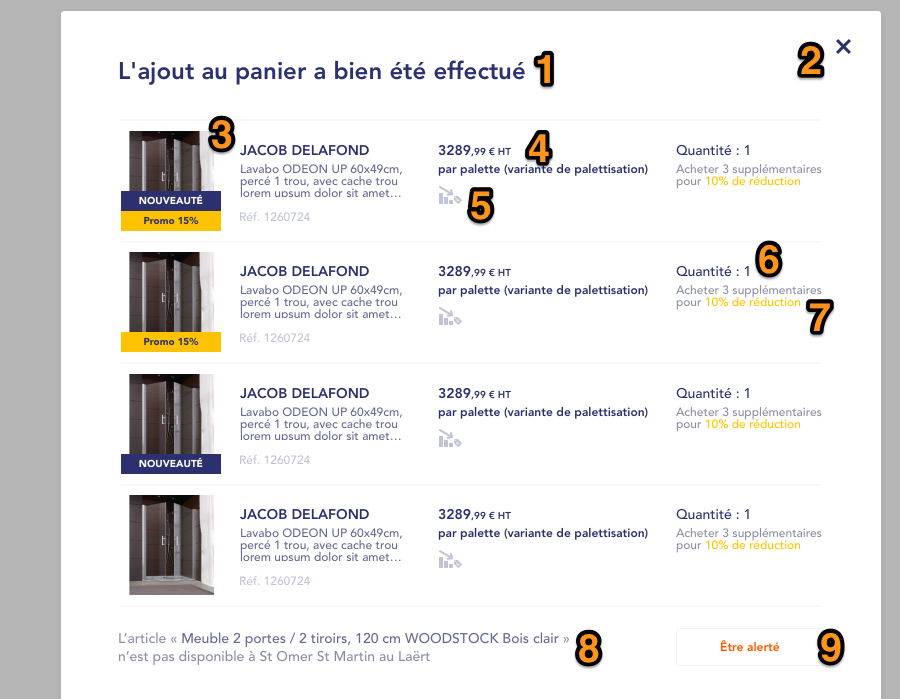 L'ajout au panier a bien été effectué 1
2
3
JACOB DELAFOND
Lavabo ODEON UP 60x49cm,
percé 1 trou, avec cache trou
lorem upsum dolor sit amet...
Réf. 1260724
NOUVEAUTÉ
Promo 15%
3289,99 € HT 4
par palette (variante de palettisation)
5
Quantité : 1
Acheter 3 supplémentaires
pour 10% de réduction
JACOB DELAFOND
Lavabo ODEON UP 60x49cm,
percé 1 trou, avec cache trou
lorem upsum dolor sit amet...
Réf. 1260724
Promo 15%
3289,99 € HT
par palette (variante de palettisation)
Quantité : 1 6
Acheter 3 supplémentaires
pour 10% de réduction 7
JACOB DELAFOND
Lavabo ODEON UP 60x49cm,
percé 1 trou, avec cache trou
lorem upsum dolor sit amet...
Réf. 1260724
NOUVEAUTÉ
3289,99 € HT
par palette (variante de palettisation)
Quantité : 1
Acheter 3 supplémentaires
pour 10% de réduction
JACOB DELAFOND
Lavabo ODEON UP 60x49cm,
percé 1 trou, avec cache trou
lorem upsum dolor sit amet...
Réf. 1260724
3289,99 € HT
par palette (variante de palettisation)
Quantité : 1
Acheter 3 supplémentaires
pour 10% de réduction
L’article « Meuble 2 portes / 2 tiroirs, 120 cm WOODSTOCK Bois clair »
n’est pas disponible à St Omer St Martin au Laërt
8
Être alerté 9